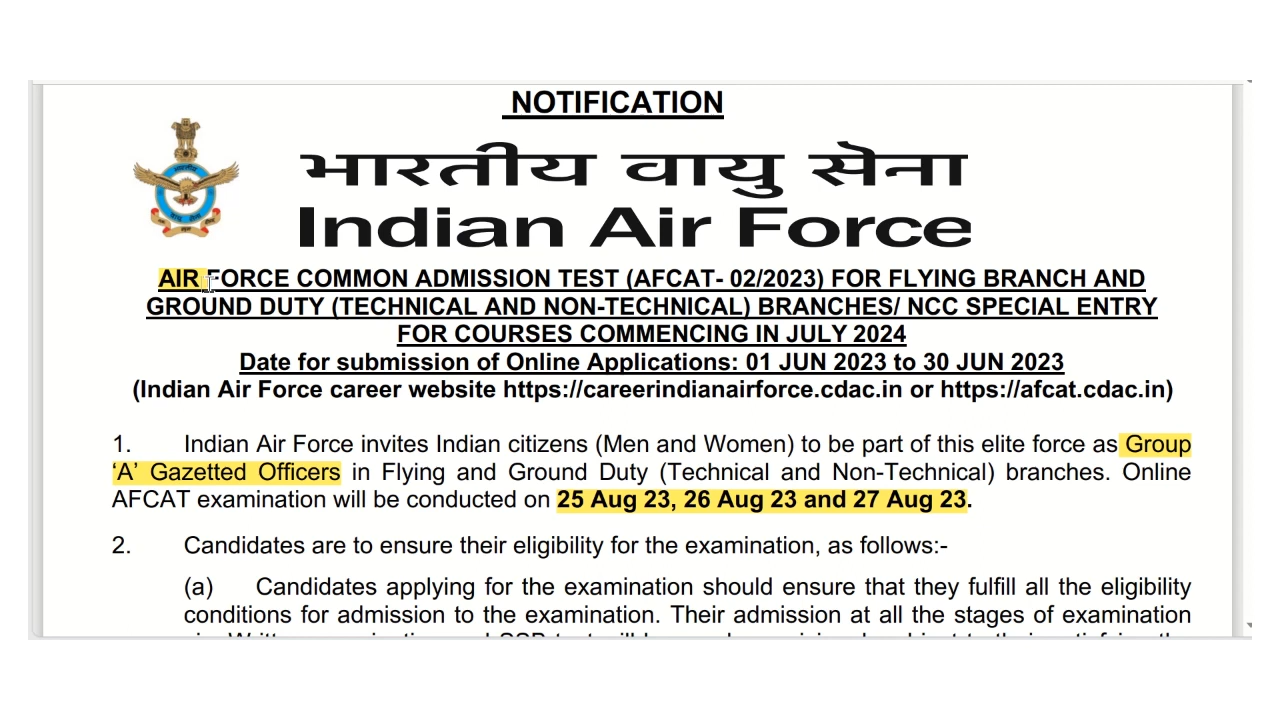 NOTIFICATION
भारतीय वायु सेना
Indian Air Force
AIR FORCE COMMON ADMISSION TEST (AFCAT- 02/2023) FOR FLYING BRANCH AND
GROUND DUTY (TECHNICAL AND NON-TECHNICAL) BRANCHES/ NCC SPECIAL ENTRY
FOR COURSES COMMENCING IN JULY 2024
Date for submission of Online Applications: 01 JUN 2023 to 30 JUN 2023
(Indian Air Force career website https://careerindianairforce.cdac.in or https://afcat.cdac.in)
1. Indian Air Force invites Indian citizens (Men and Women) to be part of this elite force as Group
‘A’ Gazetted Officers in Flying and Ground Duty (Technical and Non-Technical) branches. Online
AFCAT examination will be conducted on 25 Aug 23, 26 Aug 23 and 27 Aug 23.
2. Candidates are to ensure their eligibility for the examination, as follows:-
(a) Candidates applying for the examination should ensure that they fulfill all the eligibility
conditions for admission to the examination. Their admission at all the stages of examination